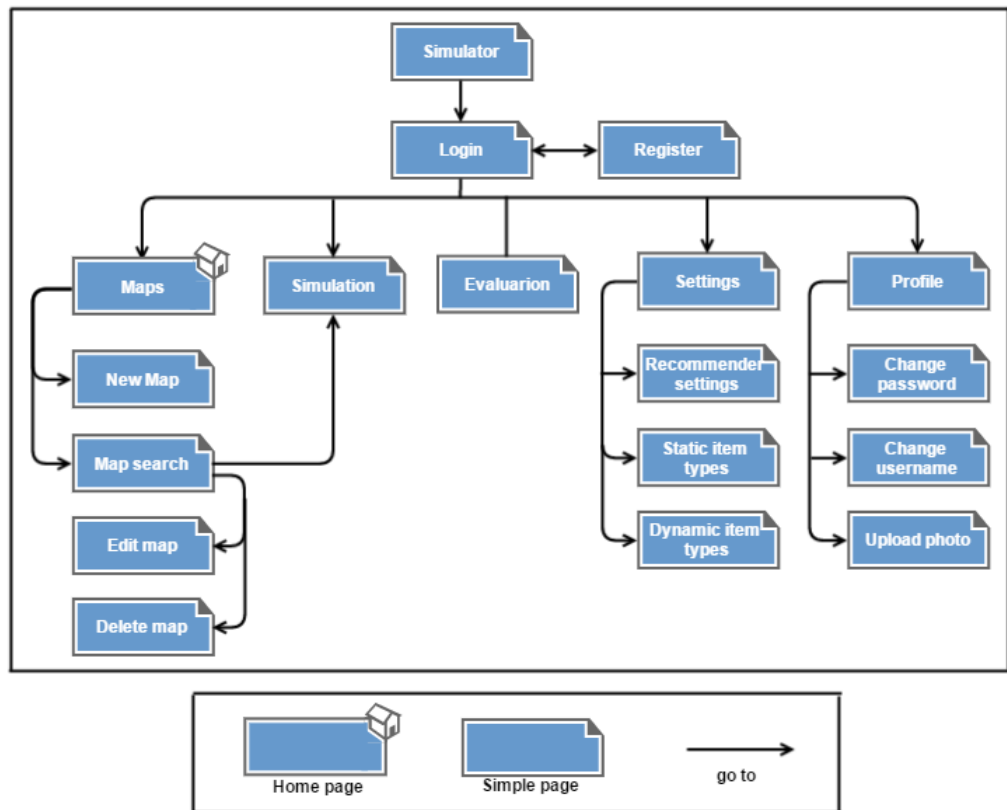 Simulator
Login
Register
Maps
Simulation
Evaluarion
Settings
Profile
New Map
Recommender
settings
Change
password
Map search
Static item
types
Change
username
Edit map
Dynamic item
types
Upload photo
Delete map
Home page
Simple page
go to